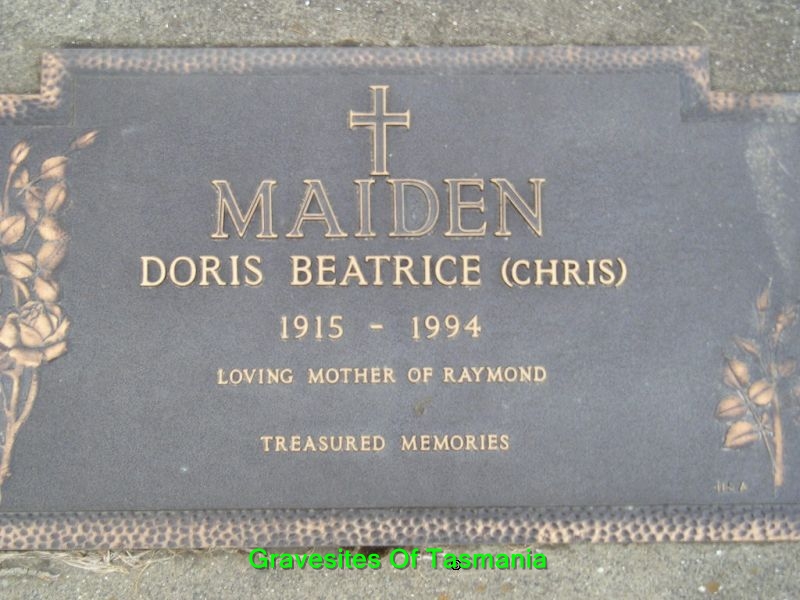 MAIDEN
DORIS BEATRICE (CHRIS)
1915 - 1994
LOVING MOTHER OF RAYMOND
TREASURED MEMORIES
Gravesites Of Tasmania